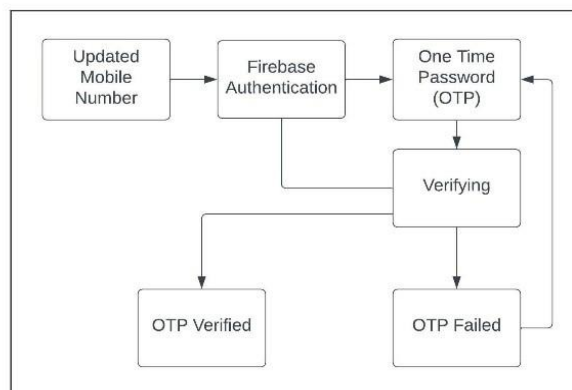 Updated
Mobile
Number
Firebase
Authentication
One Time
Password
(OTP)
Verifying
OTP Verified
OTP Failed